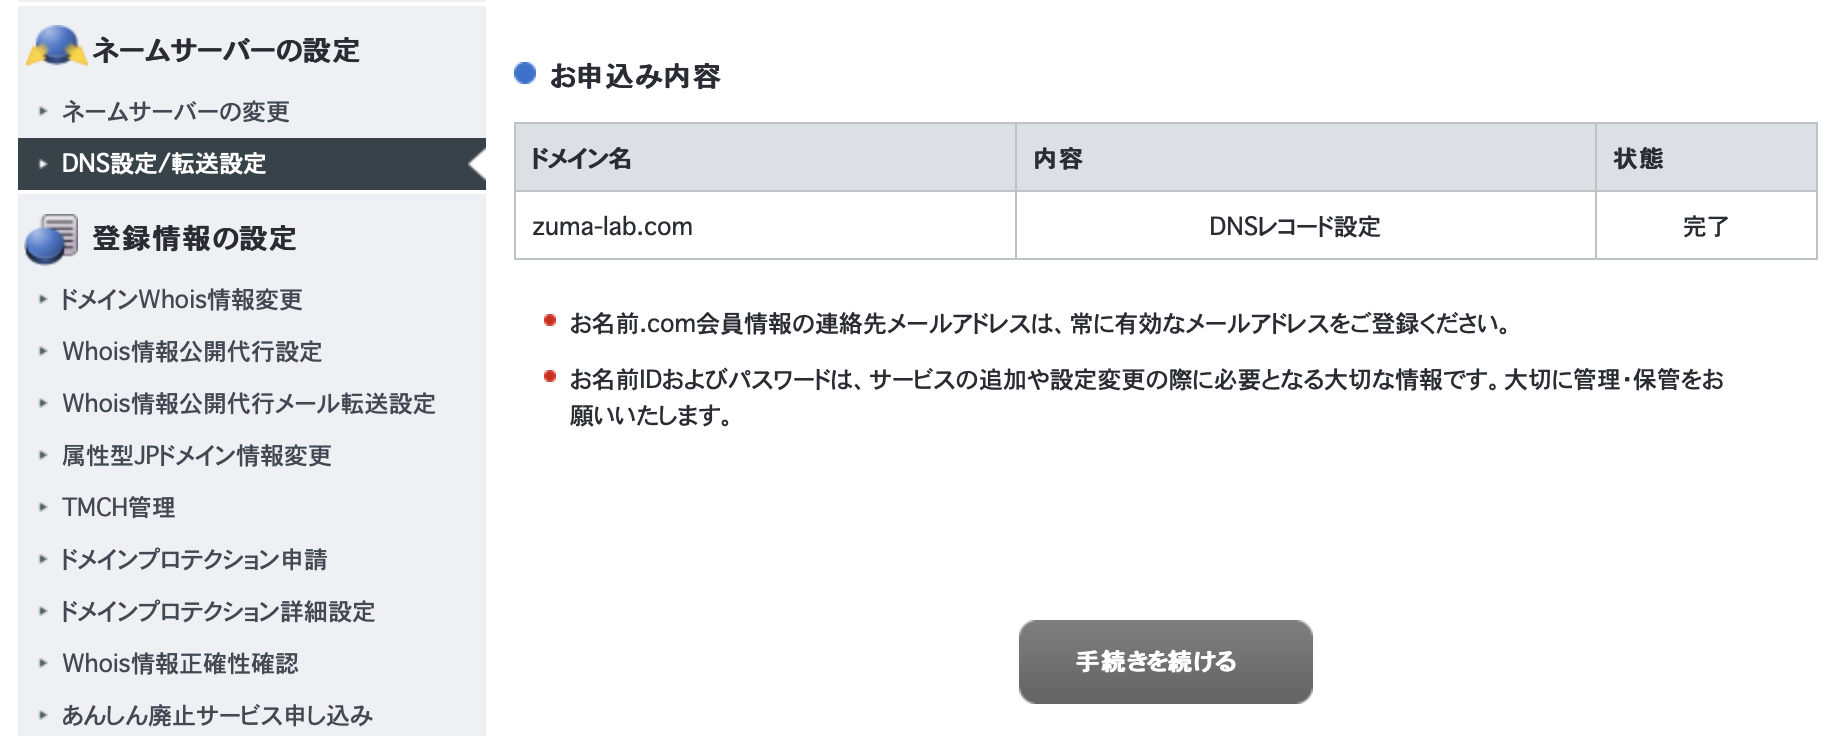 ネームサーバーの設定
ネームサーバーの変更
DNS設定/転送設定
登録情報の設定
ドメインWhois情報変更
Whois情報公開代行設定
Whois情報公開代行メール転送設定
属性型JPドメイン情報変更
TMCH管理
ドメインプロテクション申請
ドメインプロテクション詳細設定
Whois情報正確性確認
あんしん廃止サービス申し込み
お申込み内容
ドメイン名 内容 状態
zuma-lab.com DNSレコード設定 完了
お名前.com会員情報の連絡先メールアドレスは、常に有効なメールアドレスをご登録ください。
お名前IDおよびパスワードは、サービスの追加や設定変更の際に必要となる大切な情報です。大切に管理・保管をお
願いいたします。
手続きを続ける